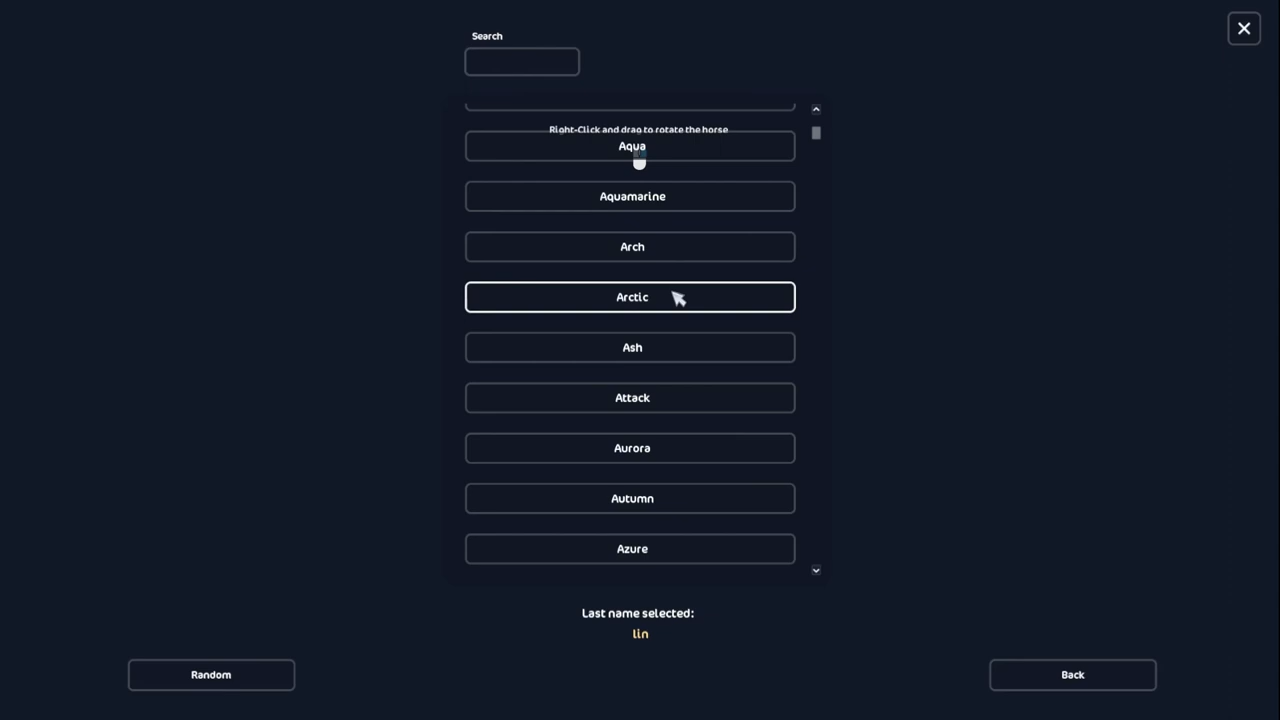 Search
Right-Click and drag to rotate the horse
Aqua
Aquamarine
Arch
Arctic
Ash
Attack
Aurora
Autumn
Azure
Last name selected:
lin
Random
Back